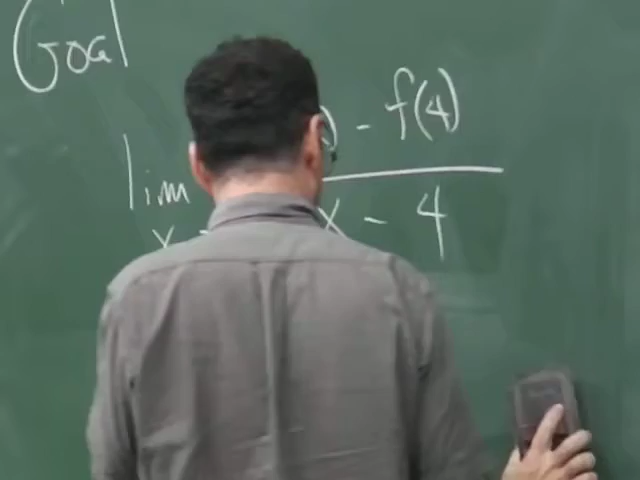 Goal
) - f(4)
lim
x
x - 4